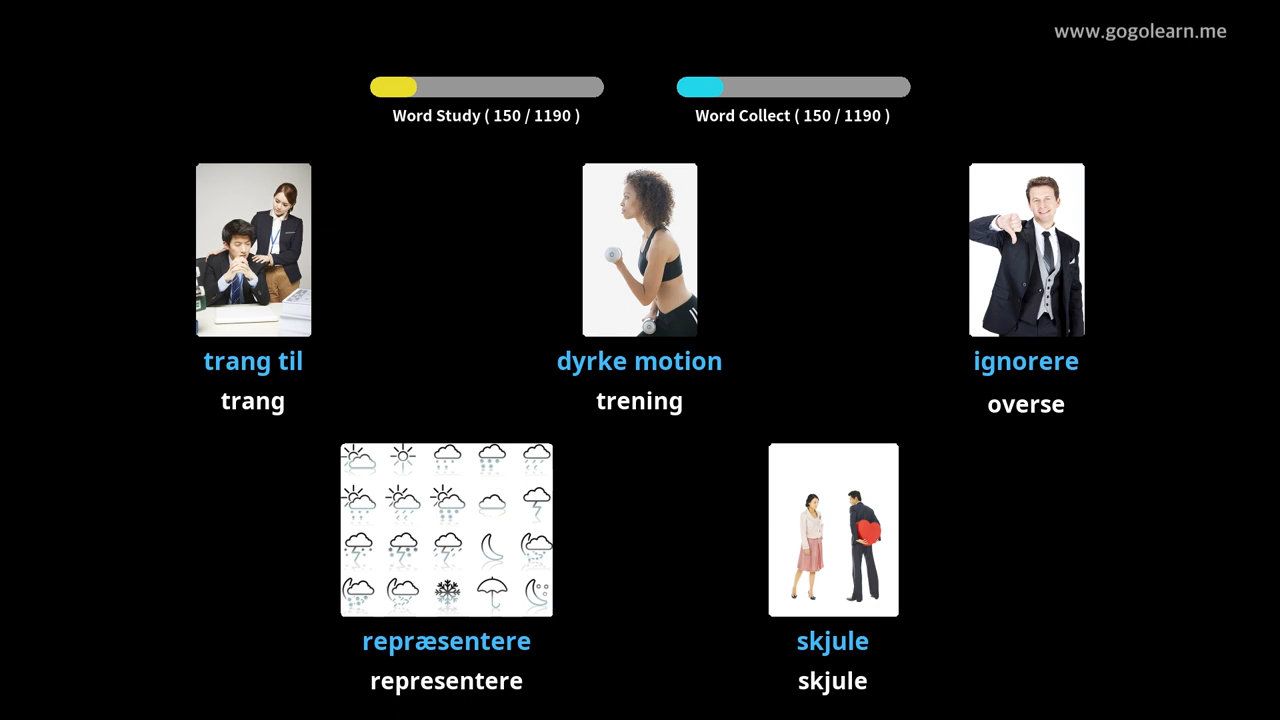 www.gogolearn.me
Word Study ( 150 / 1190 )
Word Collect ( 150 / 1190 )
trang til
trang
dyrke motion
trening
ignorere
overse
repræsentere
representere
skjule
skjule